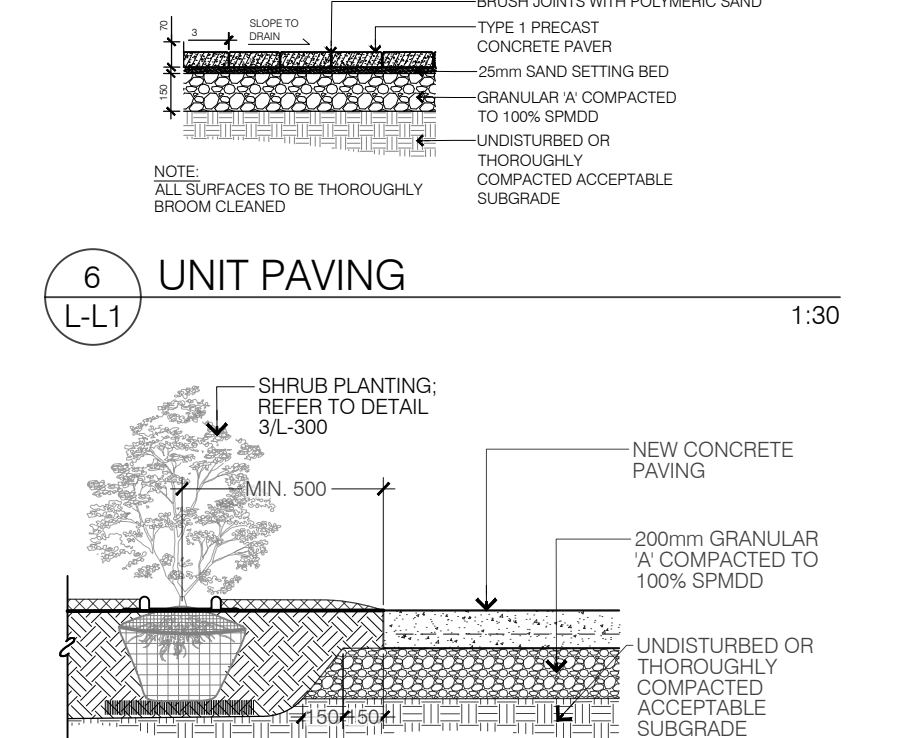 BRUSH JOINTS WITH POLYMERIC SAND
70
3
SLOPE TO
DRAIN
TYPE 1 PRECAST
CONCRETE PAVER
25mm SAND SETTING BED
150
GRANULAR 'A' COMPACTED
TO 100% SPMDD
UNDISTURBED OR
THOROUGHLY
COMPACTED ACCEPTABLE
SUBGRADE
NOTE:
ALL SURFACES TO BE THOROUGHLY
BROOM CLEANED
6
L-L1
UNIT PAVING
1:30
SHRUB PLANTING;
REFER TO DETAIL
3/L-300
MIN. 500
NEW CONCRETE
PAVING
200mm GRANULAR
'A' COMPACTED TO
100% SPMDD
UNDISTURBED OR
THOROUGHLY
COMPACTED
ACCEPTABLE
SUBGRADE
150 150